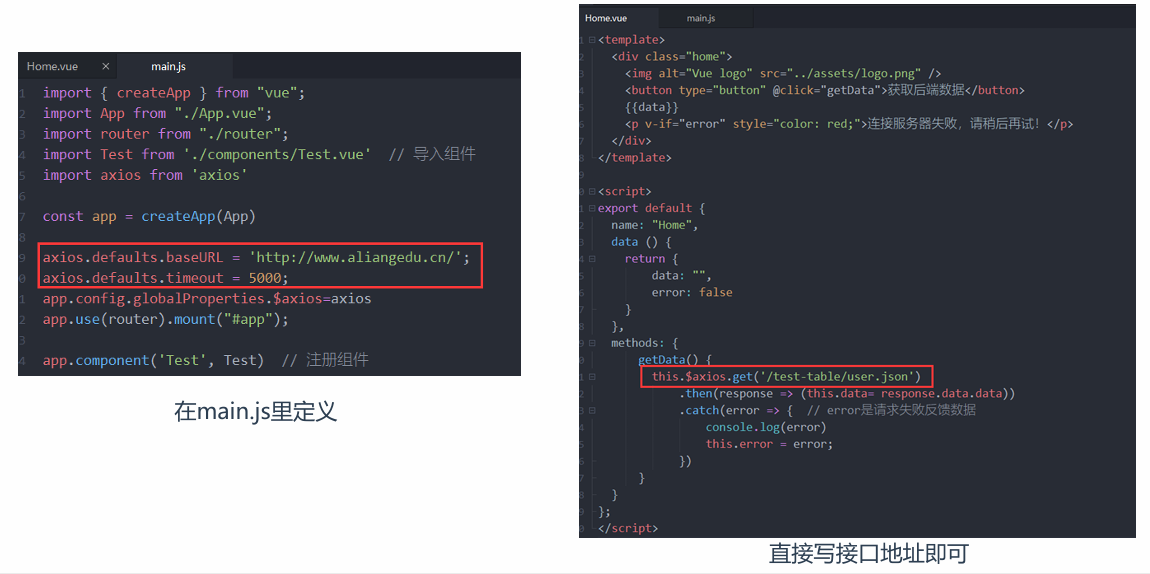 Home.vue × main.js
1 import { createApp } from "vue";
2 import App from "./App.vue";
3 import router from "./router";
4 import Test from './components/Test.vue'  // 导入组件
5 import axios from 'axios'
6
7 const app = createApp(App)
8
9 axios.defaults.baseURL = 'http://www.aliangedu.cn/';
0 axios.defaults.timeout = 5000;
1 app.config.globalProperties.$axios=axios
2 app.use(router).mount("#app");
3
4 app.component('Test', Test)  // 注册组件
在main.js里定义
Home.vue main.js
1 <template>
2   <div class="home">
3     <img alt="Vue logo" src="../assets/logo.png" />
4     <button type="button" @click="getData">获取后端数据</button>
5     {{data}}
6     <p v-if="error" style="color: red;">连接服务器失败，请稍后再试！</p>
7   </div>
8 </template>
9
0 <script>
1 export default {
2   name: "Home",
3   data () {
4     return {
5         data: "",
6         error: false
7     }
8   },
9   methods: {
0       getData() {
1         this.$axios.get('/test-table/user.json')
2             .then(response => (this.data= response.data.data))
3             .catch(error => {  // error是请求失败反馈数据
4                 console.log(error)
5                 this.error = error;
6             })
7       }
8   }
9 };
0 </script>
直接写接口地址即可